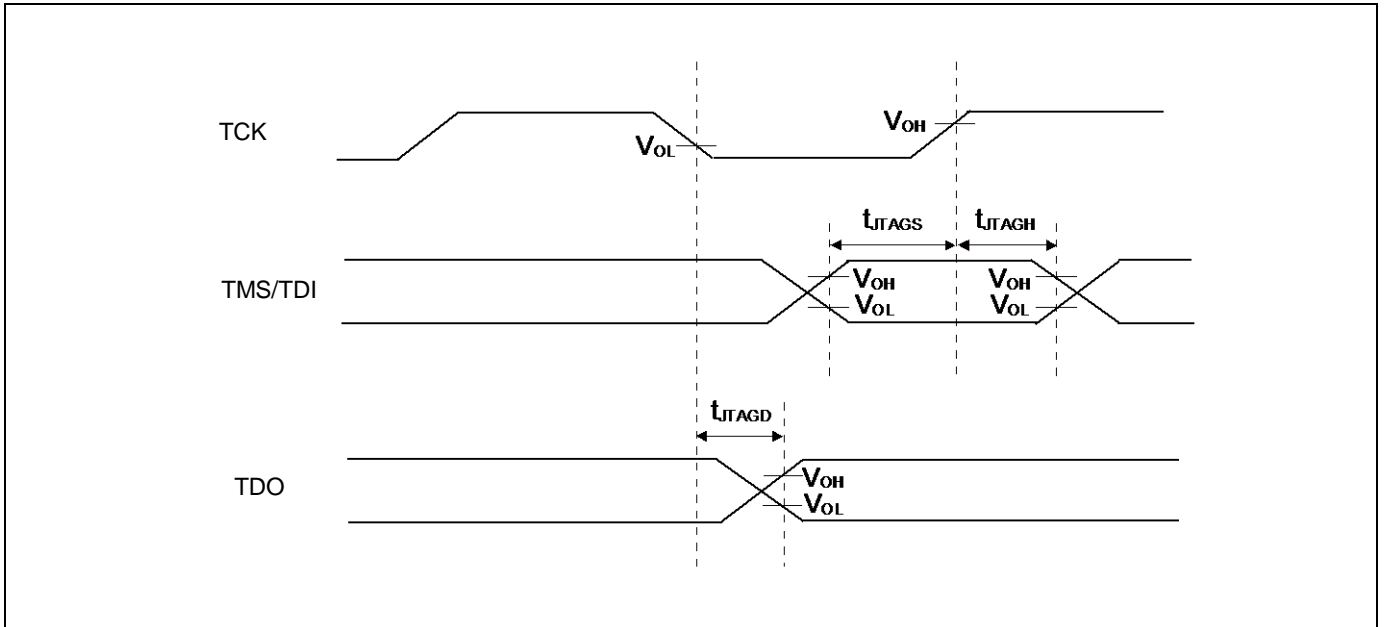 TCK
VOL
VOH
tJTAGS
tJTAGH
TMS/TDI
VOH
VOL
VOH
VOL
tJTAGD
TDO
VOH
VOL